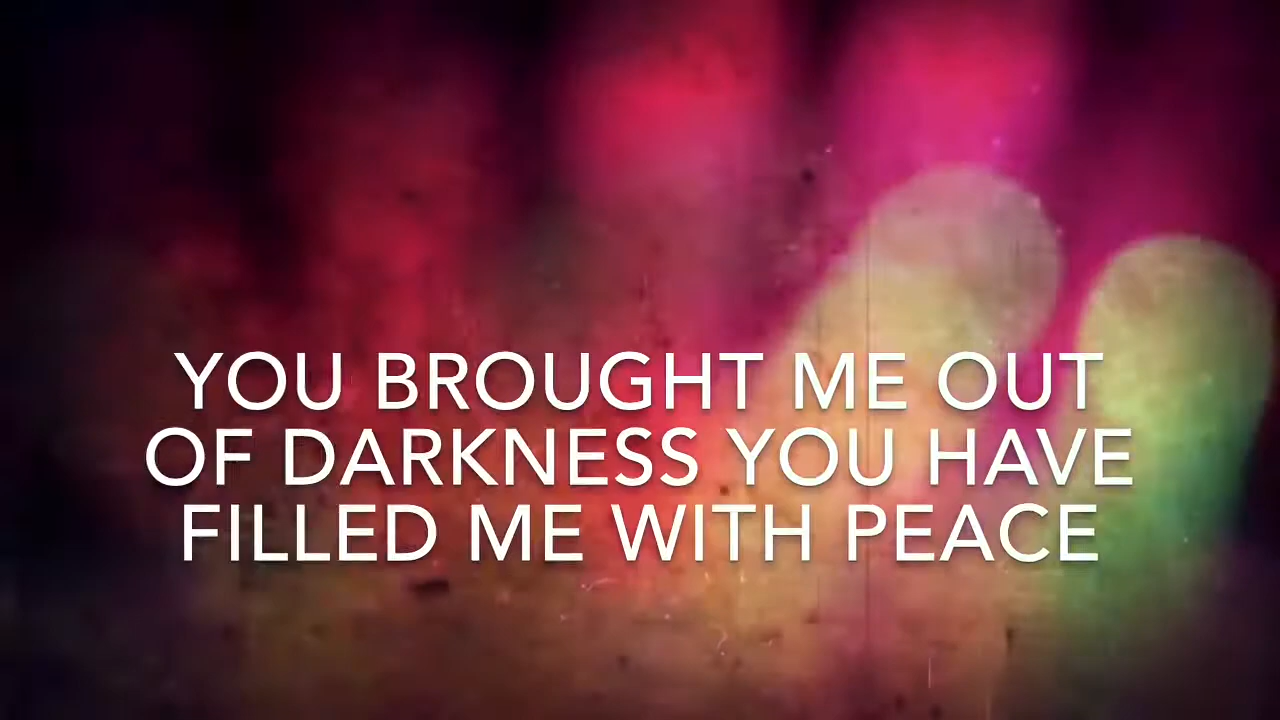 YOU BROUGHT ME OUT
OF DARKNESS YOU HAVE
FILLED ME WITH PEACE